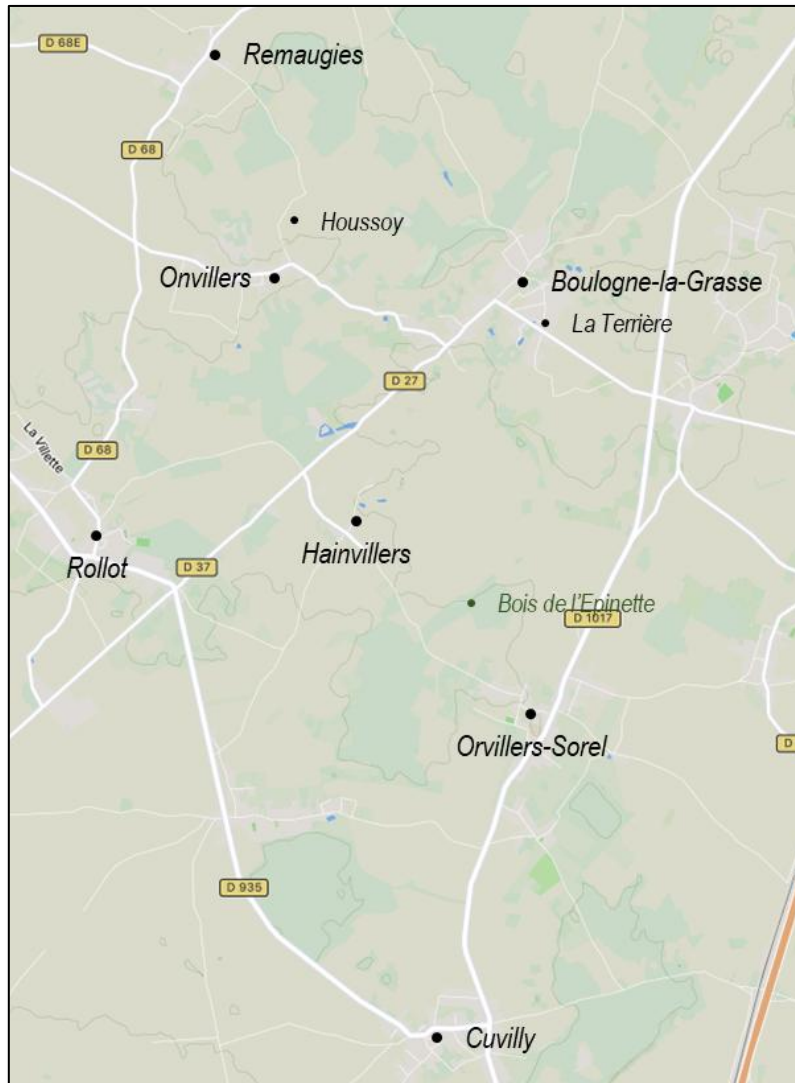 D 68E
Remaugies
D 68
Houssoy
Onvillers
Boulogne-la-Grasse
La Terrière
D 27
La Villette
D 68
Rollot
Hainvillers
D 37
Bois de l'Epinette
D 1017
Orvillers-Sorel
D
D 935
Cuvilly